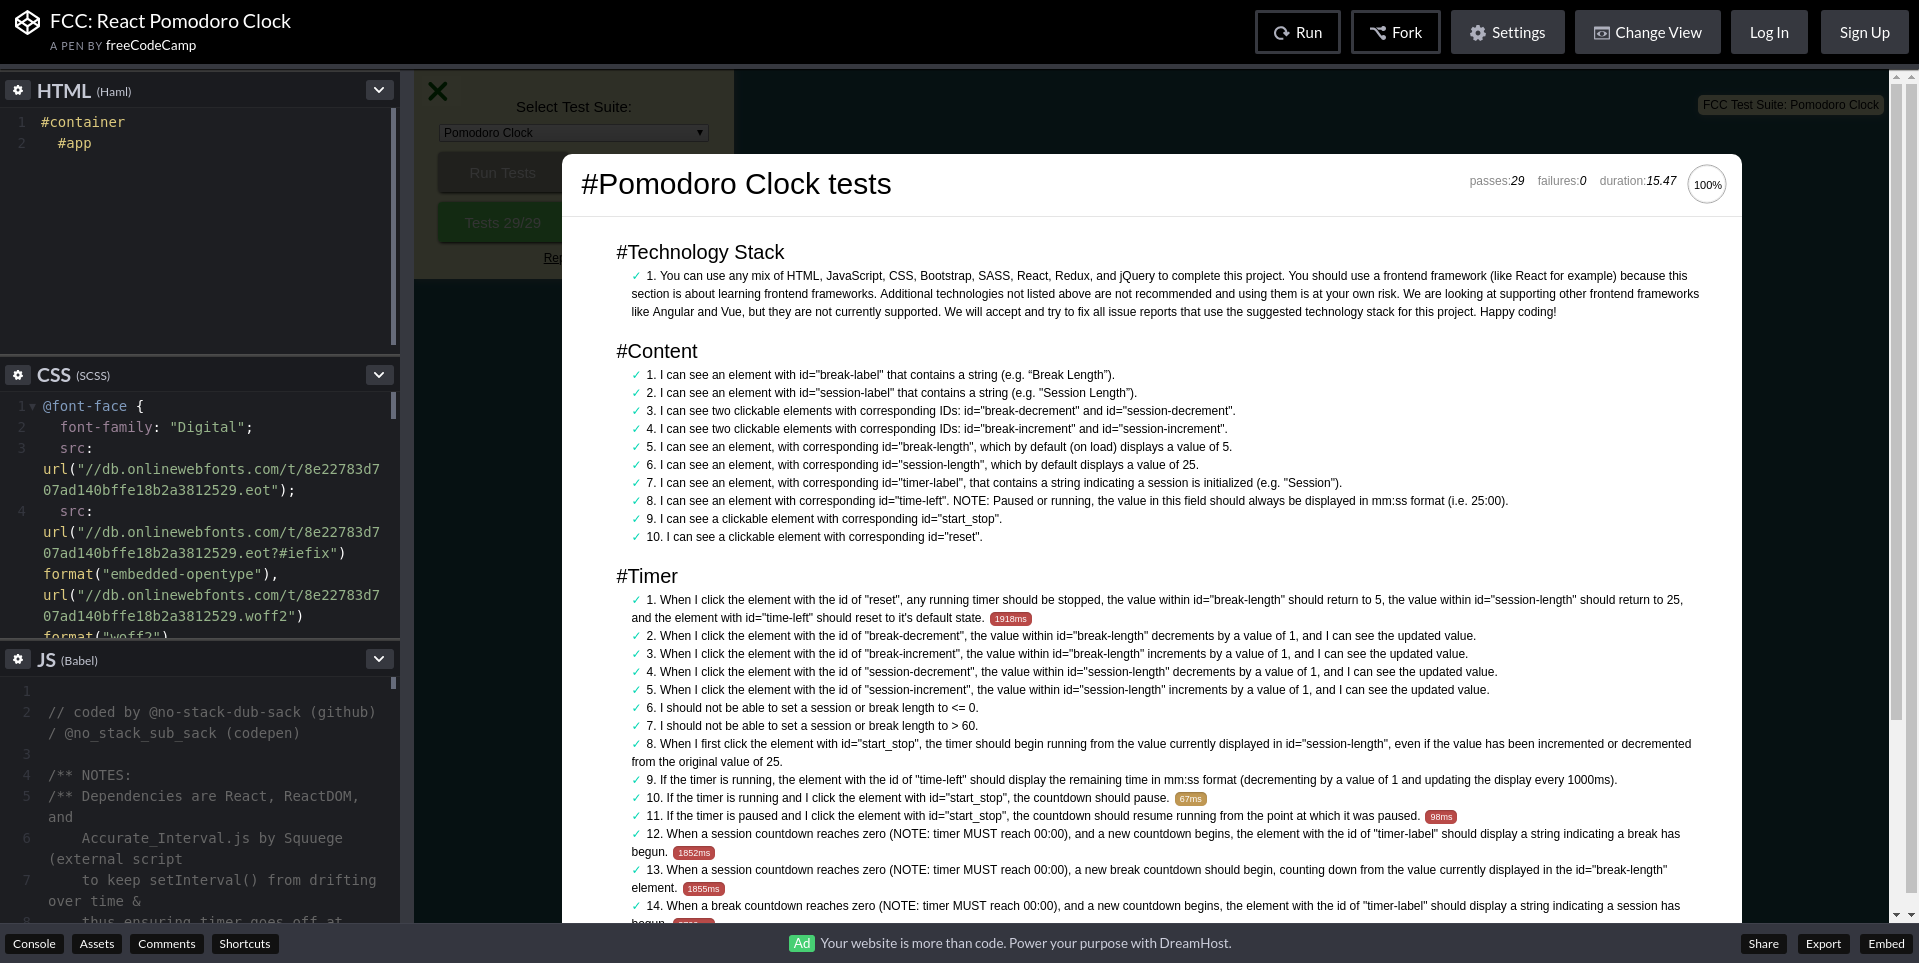 FCC: React Pomodoro Clock
A PEN BY freeCodeCamp
Run
Fork
Settings
Change View
Log In
Sign Up
HTML (Haml)
1 #container
2 #app
CSS (SCSS)
1 @font-face {
2 font-family: "Digital";
3 src:
url("//db.onlinewebfonts.com/t/8e22783d7
07ad140bffe18b2a3812529.eot");
4 src:
url("//db.onlinewebfonts.com/t/8e22783d7
07ad140bffe18b2a3812529.eot?#iefix")
format("embedded-opentype"),
url("//db.onlinewebfonts.com/t/8e22783d7
07ad140bffe18b2a3812529.woff2")
format("woff2"),
JS (Babel)
1
2 // coded by @no-stack-dub-sack (github)
/ @no_stack_sub_sack (codepen)
3
4 /** NOTES:
5 /** Dependencies are React, ReactDOM,
and
6 Accurate_Interval.js by Squuege
(external script
7 to keep setInterval() from drifting
over time &
8 thus ensuring timer goes off at
Select Test Suite:
Pomodoro Clock
Run Tests
Tests 29/29
FCC Test Suite: Pomodoro Clock
#Pomodoro Clock tests
passes:29 failures:0 duration:15.47 100%
#Technology Stack
✓ 1. You can use any mix of HTML, JavaScript, CSS, Bootstrap, SASS, React, Redux, and jQuery to complete this project. You should use a frontend framework (like React for example) because this
section is about learning frontend frameworks. Additional technologies not listed above are not recommended and using them is at your own risk. We are looking at supporting other frontend frameworks
like Angular and Vue, but they are not currently supported. We will accept and try to fix all issue reports that use the suggested technology stack for this project. Happy coding!
#Content
✓ 1. I can see an element with id="break-label" that contains a string (e.g. “Break Length”).
✓ 2. I can see an element with id="session-label" that contains a string (e.g. "Session Length”).
✓ 3. I can see two clickable elements with corresponding IDs: id="break-decrement" and id="session-decrement".
✓ 4. I can see two clickable elements with corresponding IDs: id="break-increment" and id="session-increment".
✓ 5. I can see an element, with corresponding id="break-length", which by default (on load) displays a value of 5.
✓ 6. I can see an element, with corresponding id="session-length", which by default displays a value of 25.
✓ 7. I can see an element, with corresponding id="timer-label", that contains a string indicating a session is initialized (e.g. "Session").
✓ 8. I can see an element with corresponding id="time-left". NOTE: Paused or running, the value in this field should always be displayed in mm:ss format (i.e. 25:00).
✓ 9. I can see a clickable element with corresponding id="start_stop".
✓ 10. I can see a clickable element with corresponding id="reset".
#Timer
✓ 1. When I click the element with the id of "reset", any running timer should be stopped, the value within id="break-length" should return to 5, the value within id="session-length" should return to 25,
and the element with id="time-left" should reset to it's default state. 1918ms
✓ 2. When I click the element with the id of "break-decrement", the value within id="break-length" decrements by a value of 1, and I can see the updated value.
✓ 3. When I click the element with the id of "break-increment", the value within id="break-length" increments by a value of 1, and I can see the updated value.
✓ 4. When I click the element with the id of "session-decrement", the value within id="session-length" decrements by a value of 1, and I can see the updated value.
✓ 5. When I click the element with the id of "session-increment", the value within id="session-length" increments by a value of 1, and I can see the updated value.
✓ 6. I should not be able to set a session or break length to <= 0.
✓ 7. I should not be able to set a session or break length to > 60.
✓ 8. When I first click the element with id="start_stop", the timer should begin running from the value currently displayed in id="session-length", even if the value has been incremented or decremented
from the original value of 25.
✓ 9. If the timer is running, the element with the id of "time-left" should display the remaining time in mm:ss format (decrementing by a value of 1 and updating the display every 1000ms).
✓ 10. If the timer is running and I click the element with id="start_stop", the countdown should pause. 67ms
✓ 11. If the timer is paused and I click the element with id="start_stop", the countdown should resume running from the point at which it was paused. 98ms
✓ 12. When a session countdown reaches zero (NOTE: timer MUST reach 00:00), and a new countdown begins, the element with the id of "timer-label" should display a string indicating a break has
begun. 1852ms
✓ 13. When a session countdown reaches zero (NOTE: timer MUST reach 00:00), a new break countdown should begin, counting down from the value currently displayed in the id="break-length"
element. 1855ms
✓ 14. When a break countdown reaches zero (NOTE: timer MUST reach 00:00), and a new countdown begins, the element with the id of "timer-label" should display a string indicating a session has
begun.
Console
Assets
Comments
Shortcuts
Ad Your website is more than code. Power your purpose with DreamHost.
Share
Export
Embed